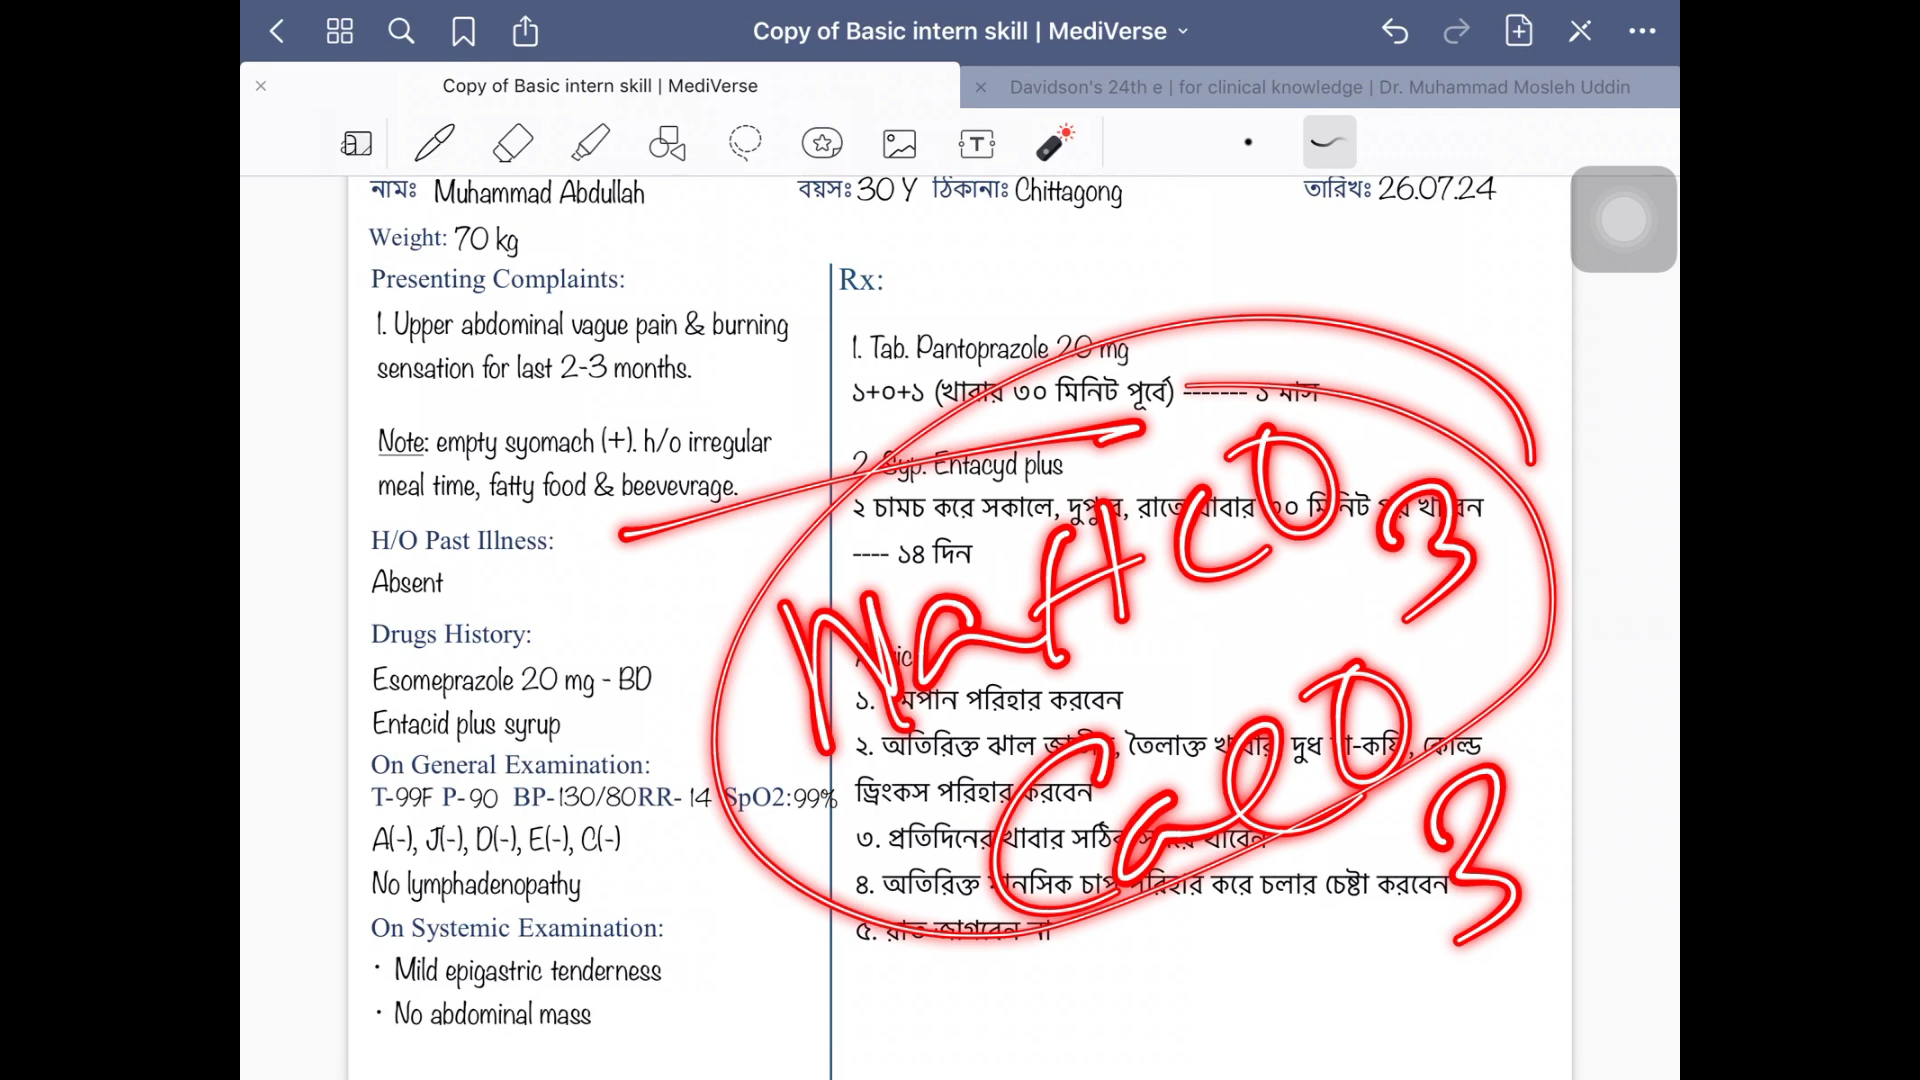 Copy of Basic intern skill | MediVerse
Copy of Basic intern skill | MediVerse
Davidson's 24th e | for clinical knowledge | Dr. Muhammad Mosleh Uddin
নামঃ Muhammad Abdullah বয়সঃ 30 Y ঠিকানাঃ Chittagong তারিখঃ 26.07.24
Weight: 70 kg
Presenting Complaints:
1. Upper abdominal vague pain & burning
sensation for last 2-3 months.
Note: empty syomach (+). h/o irregular
meal time, fatty food & beevevrage.
H/O Past Illness:
Absent
Drugs History:
Esomeprazole 20 mg - BD
Entacid plus syrup
On General Examination:
T-99F P-90 BP-130/80 RR-14 SpO2:99%
A(-), J(-), D(-), E(-), C(-)
No lymphadenopathy
On Systemic Examination:
· Mild epigastric tenderness
· No abdominal mass
Rx:
1. Tab. Pantoprazole 20 mg
১+০+১ (খাবার ৩০ মিনিট পূর্বে) ------- ১ মাস
2. Syp. Entacyd plus
২ চামচ করে সকালে, দুপুর, রাতে খাবার ৩০ মিনিট পর খাবেন
---- ১৪ দিন
১. পরিহার করবেন
২. অতিরিক্ত ঝাল তৈলাক্ত খাবার দুধ কোল্ড
ড্রিংকস পরিহার করবেন
৩. প্রতিদিনের খাবার সঠিক খাবেন
৪. অতিরিক্ত মানসিক চাপ পরিহার করে চলার চেষ্টা করবেন
৫. রাত জাগবেন না
NaHCO3